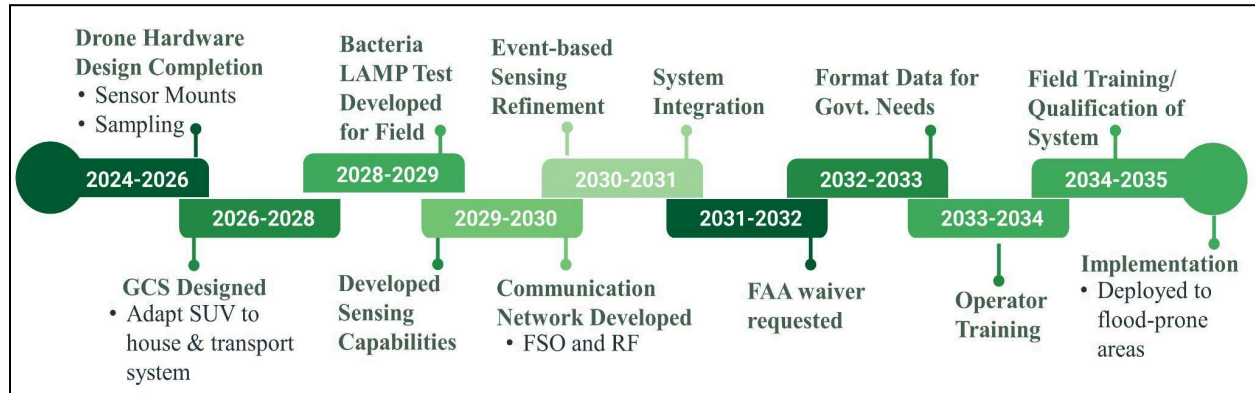 Drone Hardware
Design Completion
• Sensor Mounts
• Sampling
Bacteria
LAMP Test
Developed
for Field
Event-based
Sensing
Refinement
System
Integration
Format Data for
Govt. Needs
Field Training/
Qualification of
System
2024-2026
2026-2028
2028-2029
2029-2030
2030-2031
2031-2032
2032-2033
2033-2034
2034-2035
GCS Designed
• Adapt SUV to
house & transport
system
Developed
Sensing
Capabilities
Communication
Network Developed
• FSO and RF
FAA waiver
requested
Operator
Training
Implementation
• Deployed to
flood-prone
areas